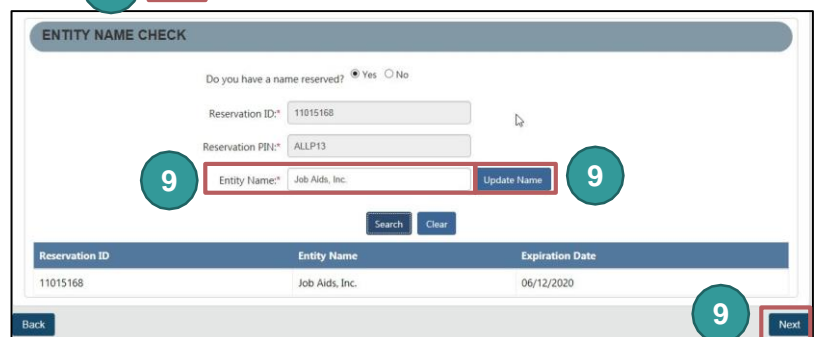 ENTITY NAME CHECK
Do you have a name reserved? Yes No
Reservation ID:* 11015168
Reservation PIN:* ALLP13
9 Entity Name:* Job Aids, Inc. Update Name 9
Search Clear
Reservation ID Entity Name Expiration Date
11015168 Job Aids, Inc. 06/12/2020
Back 9 Next